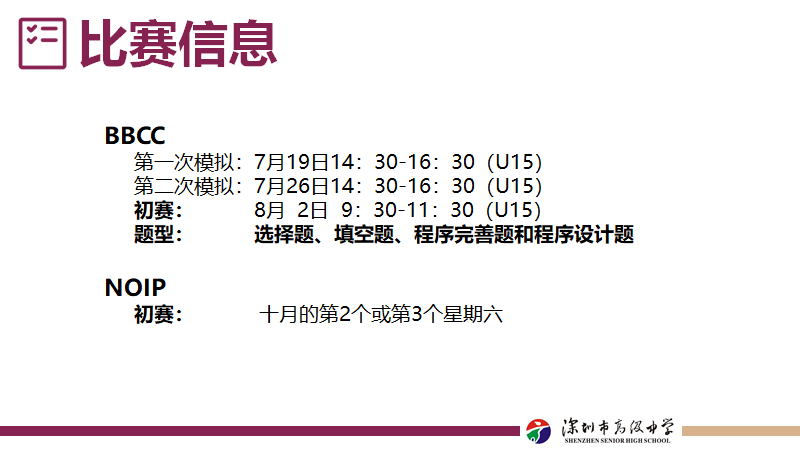 比赛信息
BBCC
第一次模拟：7月19日14：30-16：30（U15）
第二次模拟：7月26日14：30-16：30（U15）
初赛： 8月 2日 9：30-11：30（U15）
题型： 选择题、填空题、程序完善题和程序设计题
NOIP
初赛： 十月的第2个或第3个星期六
深圳市高级中学
SHENZHEN SENIOR HIGH SCHOOL